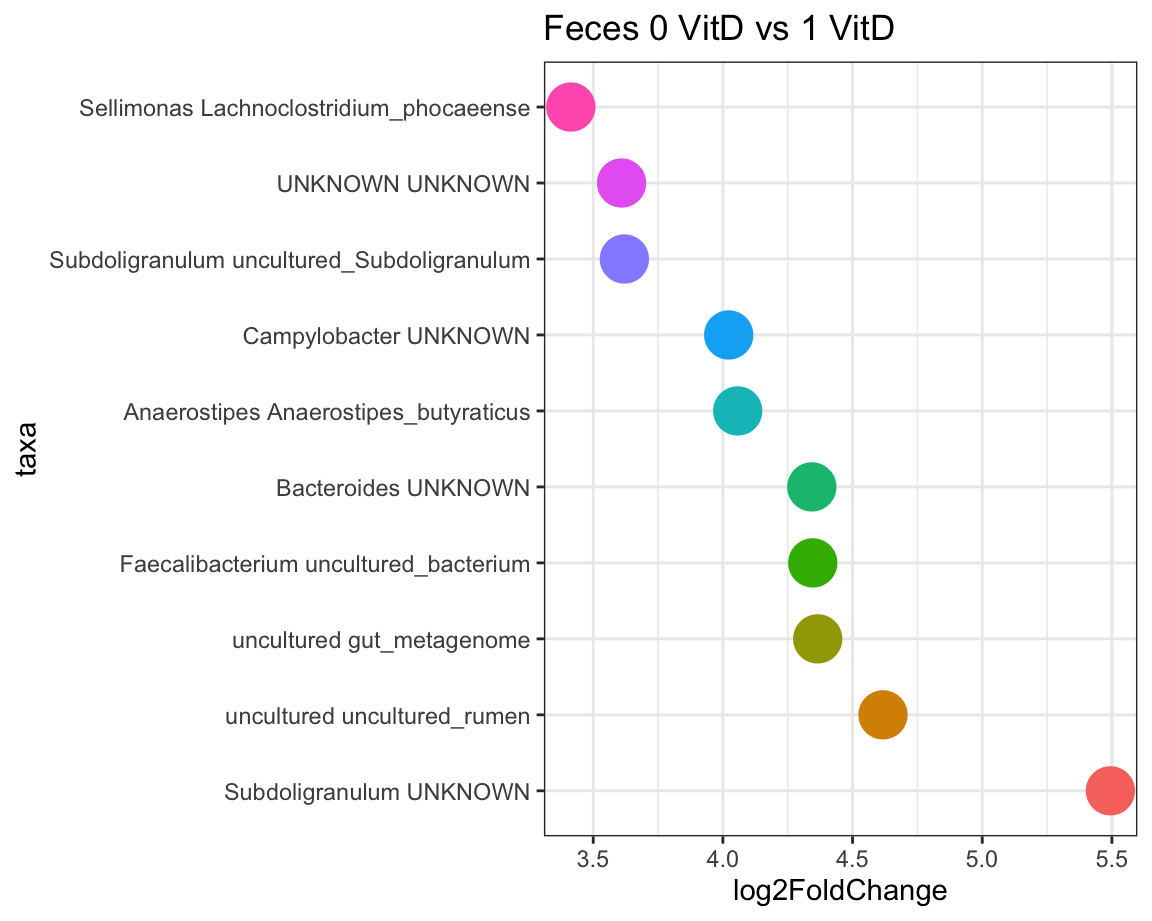 Feces 0 VitD vs 1 VitD
Sellimonas Lachnoclostridium_phocaeense
UNKNOWN UNKNOWN
Subdoligranulum uncultured_Subdoligranulum
Campylobacter UNKNOWN
Anaerostipes Anaerostipes_butyraticus
Bacteroides UNKNOWN
Faecalibacterium uncultured_bacterium
uncultured gut_metagenome
uncultured uncultured_rumen
Subdoligranulum UNKNOWN
taxa
3.5 4.0 4.5 5.0 5.5
log2FoldChange